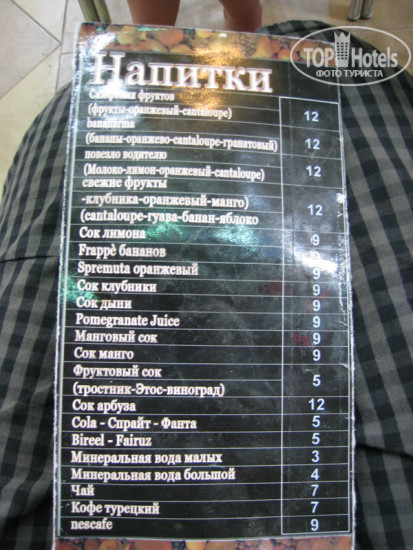 TOP Hotels
ФОТО ТУРИСТА
Напитки
фруктов
(фрукты-оранжевый-cantaloupe) 12
bananarma
(бананы-оранжево-cantaloupe-гранатовый) 12
повезло водителю
(Молоко-лимон-оранжевый-cantaloupe) 12
свежие фрукты
-клубника-оранжевый-манго)
(cantaloupe-гуава-банан-яблоко 12
Сок лимона 9
Frappè бананов 9
Spremuta оранжевый 9
Сок клубники 9
Сок дыни 9
Pomegranate Juice 9
Манговый сок 9
Сок манго 9
Фруктовый сок
(тростник-Этос-виноград) 5
Сок арбуза 12
Cola - Спрайт - Фанта 5
Bireel - Fairuz 5
Минеральная вода малых 3
Минеральная вода большой 4
Чай 7
Кофе турецкий 7
nescafe 9